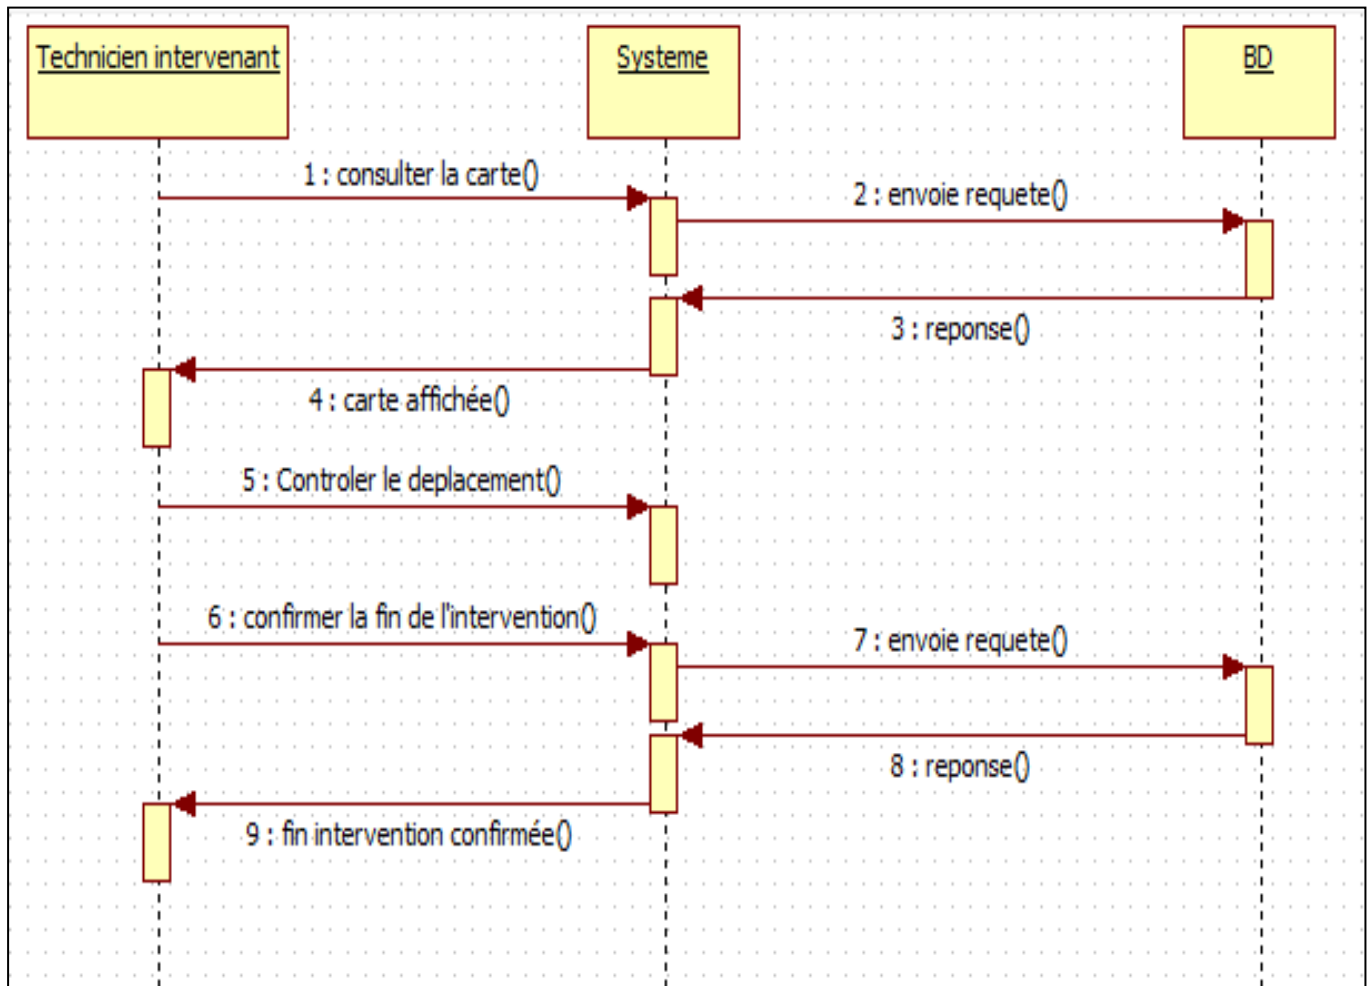 Technicien intervenant
Systeme
BD
1 : consulter la carte()
2 : envoie requete()
3 : reponse()
4 : carte affichée()
5 : Controler le deplacement()
6 : confirmer la fin de l'intervention()
7 : envoie requete()
8 : reponse()
9 : fin intervention confirmée()